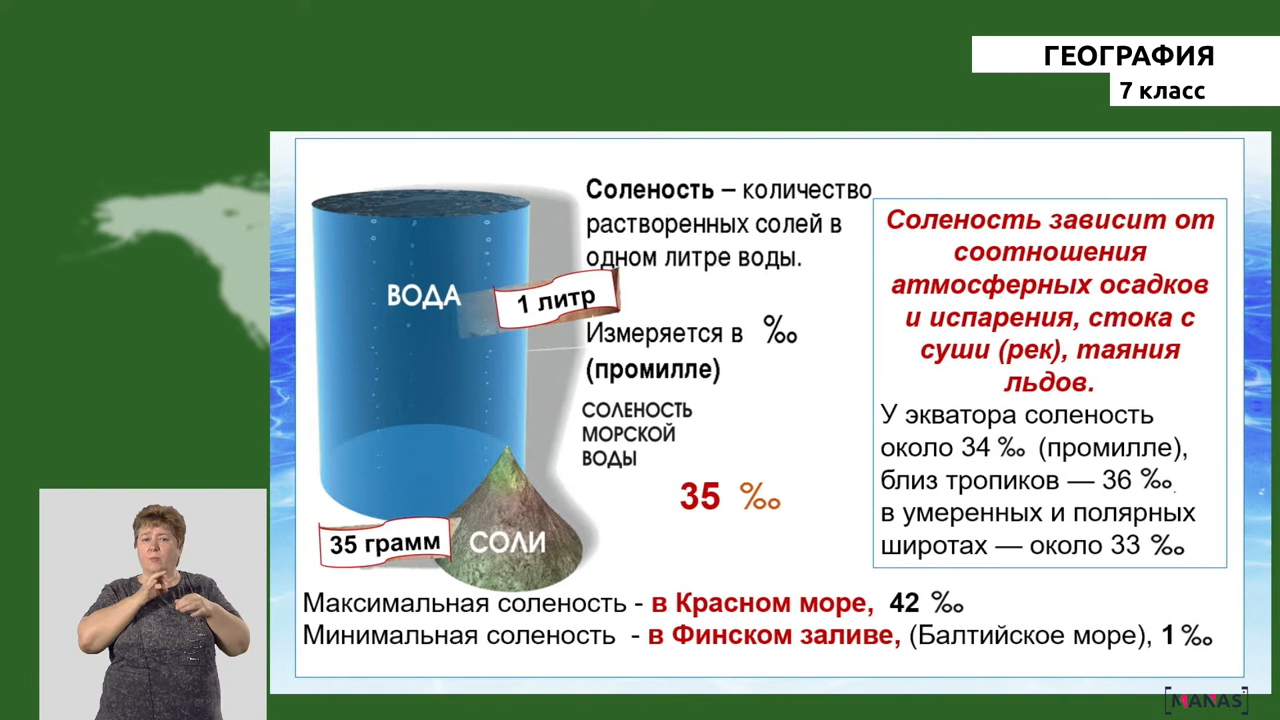 ГЕОГРАФИЯ
7 класс
Соленость – количество
растворенных солей в
одном литре воды.
ВОДА
1 литр
Измеряется в ‰
(промилле)
СОЛЕНОСТЬ
МОРСКОЙ
ВОДЫ
35 ‰
35 грамм
СОЛИ
Соленость зависит от
соотношения
атмосферных осадков
и испарения, стока с
суши (рек), таяния
льдов.
У экватора соленость
около 34 ‰ (промилле),
близ тропиков — 36 ‰.
в умеренных и полярных
широтах — около 33 ‰
Максимальная соленость - в Красном море, 42 ‰
Минимальная соленость - в Финском заливе, (Балтийское море), 1 ‰
[MANAS]